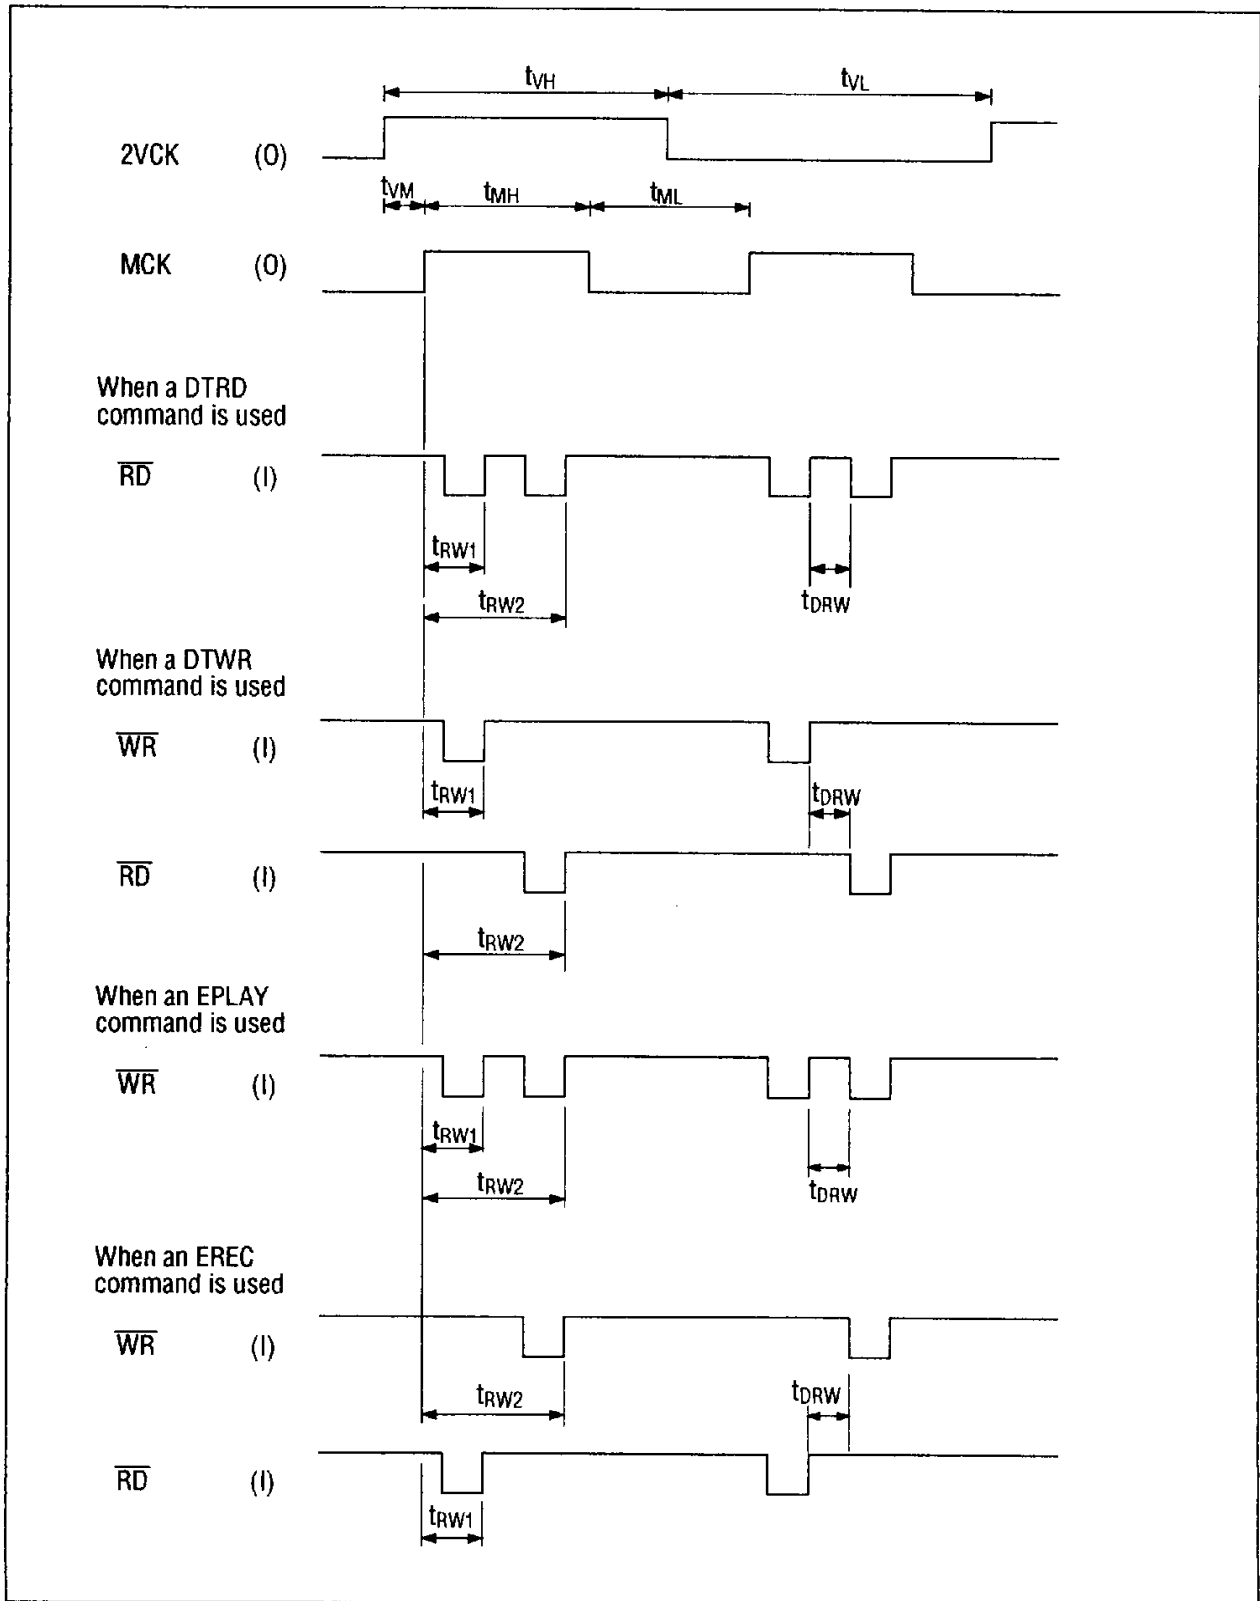 tVH tVL
2VCK (O)
tVM tMH tML
MCK (O)
When a DTRD
command is used
RD (I)
tRW1
tRW2 tDRW
When a DTWR
command is used
WR (I)
tRW1 tDRW
RD (I)
tRW2
When an EPLAY
command is used
WR (I)
tRW1
tRW2 tDRW
When an EREC
command is used
WR (I)
tRW2 tDRW
RD (I)
tRW1